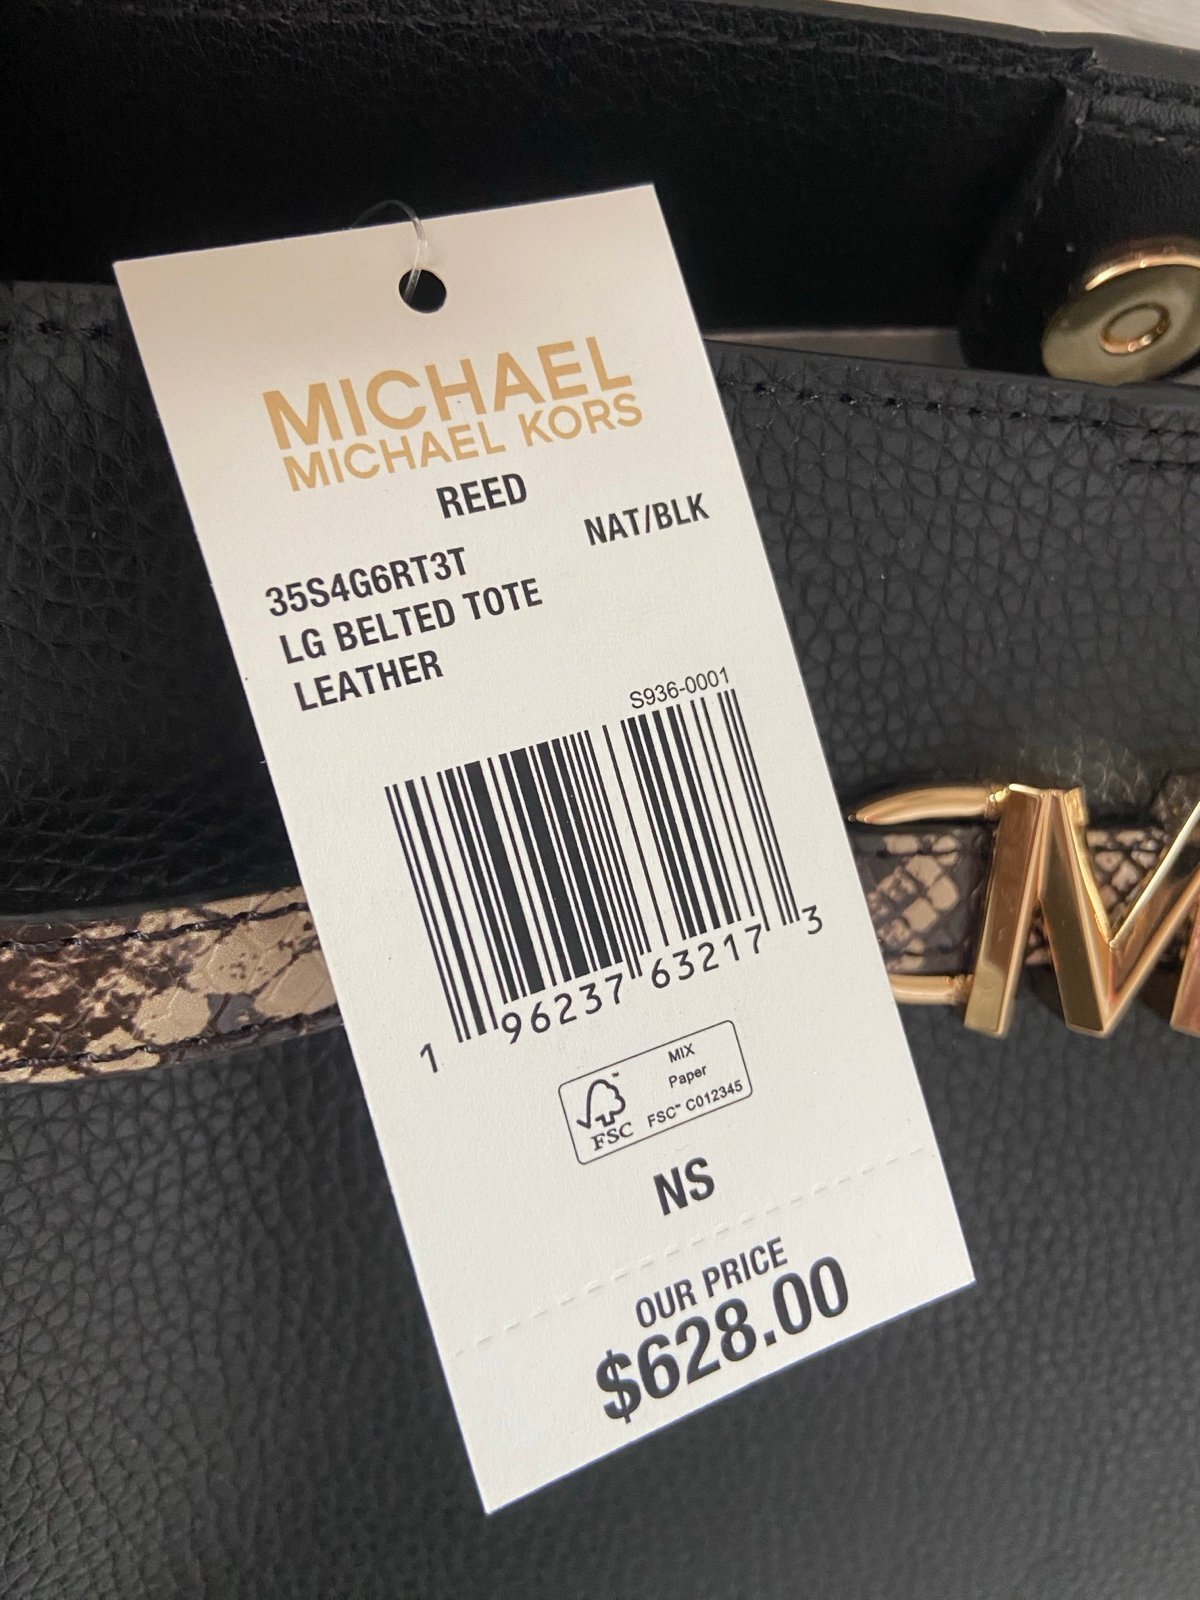 MICHAEL
MICHAEL KORS
REED
35S4G6RT3T NAT/BLK
LG BELTED TOTE
LEATHER
S936-0001
1 96237 63217 3
FSC™
MIX
Paper
FSC™ C012345
NS
OUR PRICE
$628.00
M